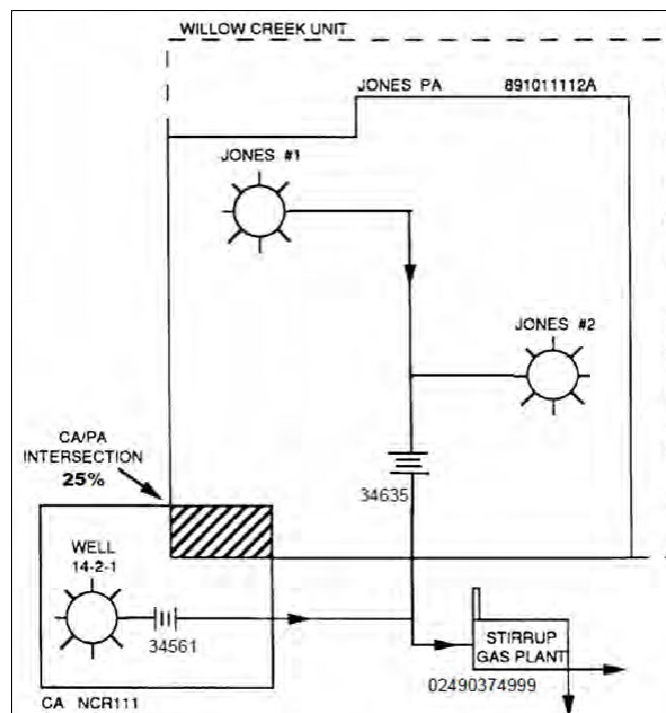 WILLOW CREEK UNIT
JONES PA 891011112A
JONES #1
JONES #2
CA/PA
INTERSECTION
25%
34635
WELL
14-2-1
34561
STIRRUP
GAS PLANT
02490374999
CA NCR111